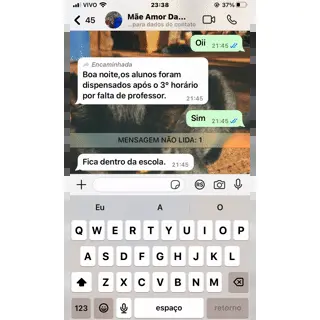 VIVO
23:38
37%
45
Mãe Amor Da...
...para dados do contato
Oii
21:45
Encaminhada
Boa noite,os alunos foram
dispensados após o 3° horário
por falta de professor.
21:45
Sim
21:45
MENSAGEM NÃO LIDA: 1
Fica dentro da escola.
21:45
Eu A O
Q W E R T Y U I O P
A S D F G H J K L
Z X C V B N M
123 espaço retorno